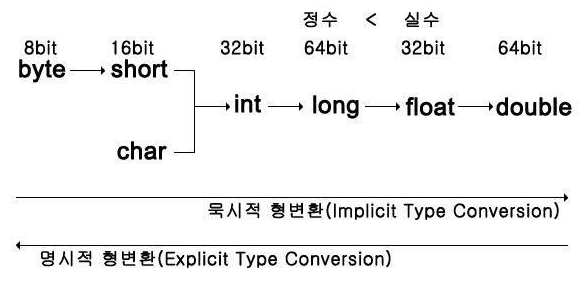 정수 < 실수
8bit 16bit 32bit 64bit 32bit 64bit
byte short int long float double
char
묵시적 형변환(Implicit Type Conversion)
명시적 형변환(Explicit Type Conversion)